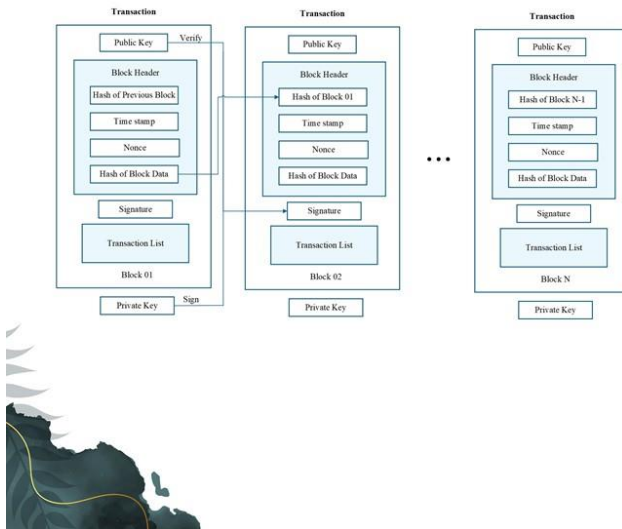 Transaction
Public Key
Verify
Block Header
Hash of Previous Block
Time stamp
Nonce
Hash of Block Data
Signature
Transaction List
Block 01
Private Key
Sign
Transaction
Public Key
Block Header
Hash of Block 01
Time stamp
Nonce
Hash of Block Data
Signature
Transaction List
Block 02
Private Key
...
Transaction
Public Key
Block Header
Hash of Block N-1
Time stamp
Nonce
Hash of Block Data
Signature
Transaction List
Block N
Private Key